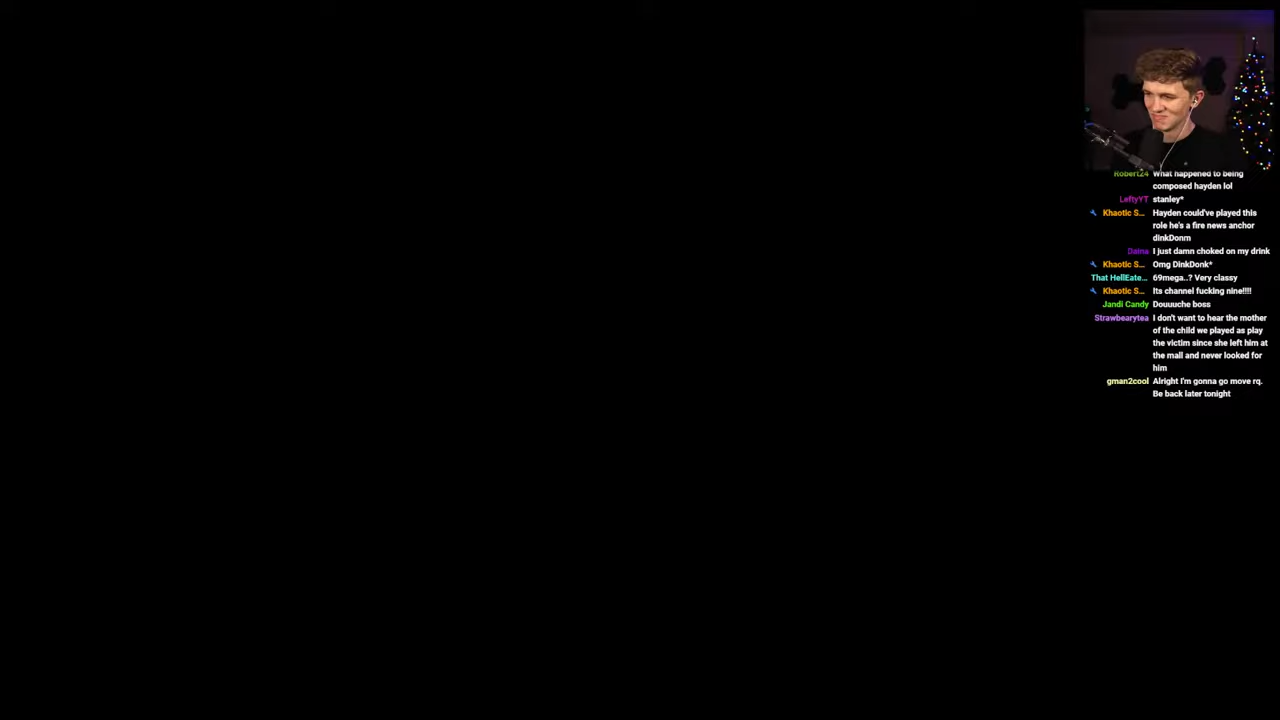 Robert24 What happened to being
composed hayden lol
LeftyYT stanley*
Khaotic S... Hayden could've played this
role he's a fire news anchor
dinkDonrn
Daina I just damn choked on my drink
Khaotic S... Omg DinkDonk*
That HellEate... 69mega..? Very classy
Khaotic S... Its channel fucking nine!!!!
Jandi Candy Douuuche boss
Strawbearytea I don't want to hear the mother
of the child we played as play
the victim since she left him at
the mall and never looked for
him
gman2cool Alright I'm gonna go move rq.
Be back later tonight